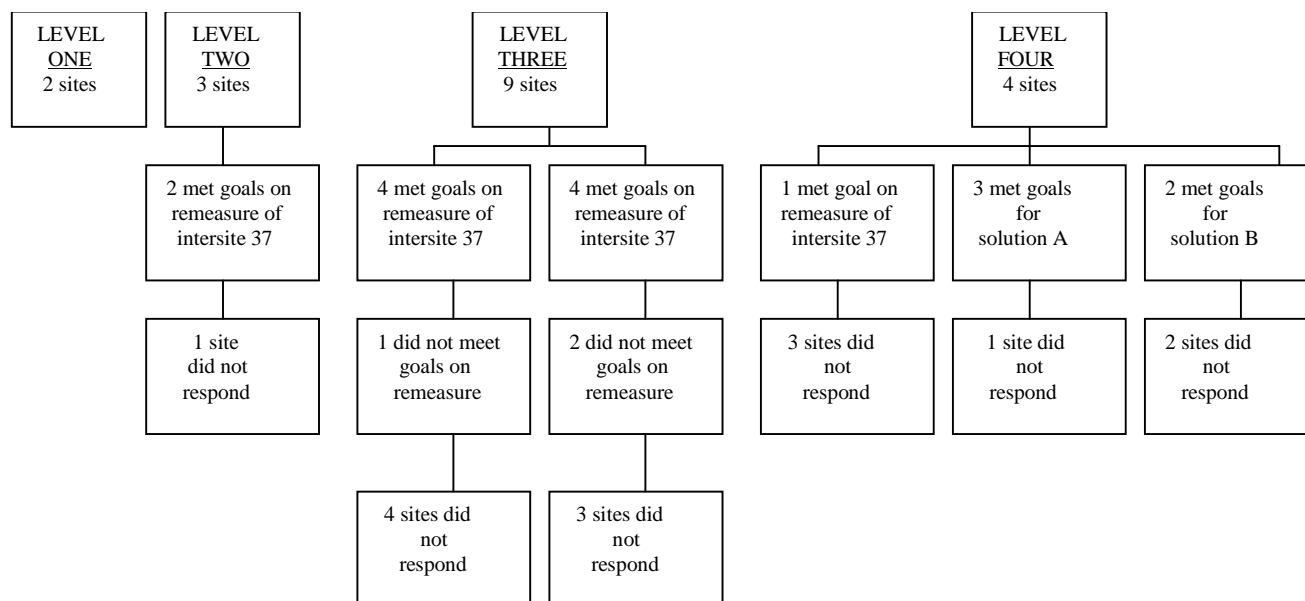 LEVEL
ONE
2 sites
LEVEL
TWO
3 sites
LEVEL
THREE
9 sites
LEVEL
FOUR
4 sites
2 met goals on
remeasure of
intersite 37
4 met goals on
remeasure of
intersite 37
4 met goals on
remeasure of
intersite 37
1 met goal on
remeasure of
intersite 37
3 met goals
for
solution A
2 met goals
for
solution B
1 site
did not
respond
1 did not meet
goals on
remeasure
2 did not meet
goals on
remeasure
3 sites did
not
respond
1 site did
not
respond
2 sites did
not
respond
4 sites did
not
respond
3 sites did
not
respond